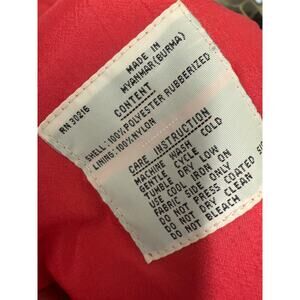 RN 30216
MADE IN
MYANMAR(BURMA)
CONTENT
SHELL:100%POLYESTER RUBBERIZED
LINING:100%NYLON
CARE INSTRUCTION
MACHINE WASH COLD
GENTLE CYCLE
TUMBLE DRY LOW
USE COOL IRON ON
FABRIC SIDE ONLY
DO NOT PRESS COATED
DO NOT DRY CLEAN
DO NOT BLEACH